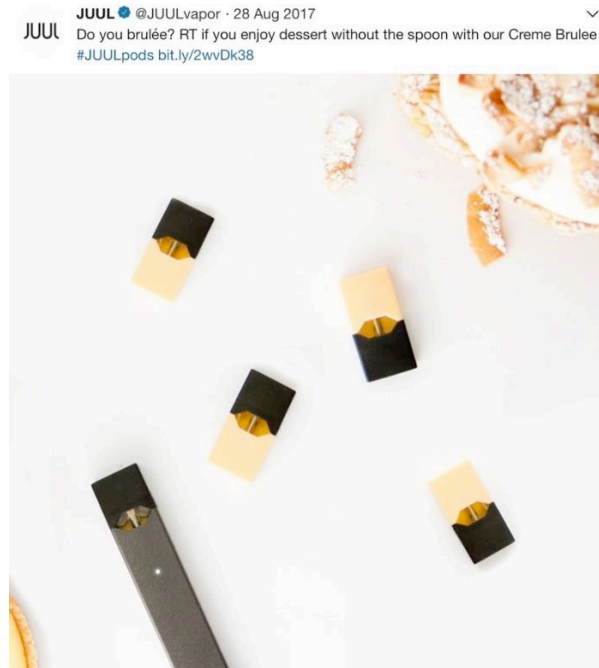 JUUL @JUULvapor · 28 Aug 2017
JUUL
Do you brulée? RT if you enjoy dessert without the spoon with our Creme Brulee
#JUULpods bit.ly/2wvDk38